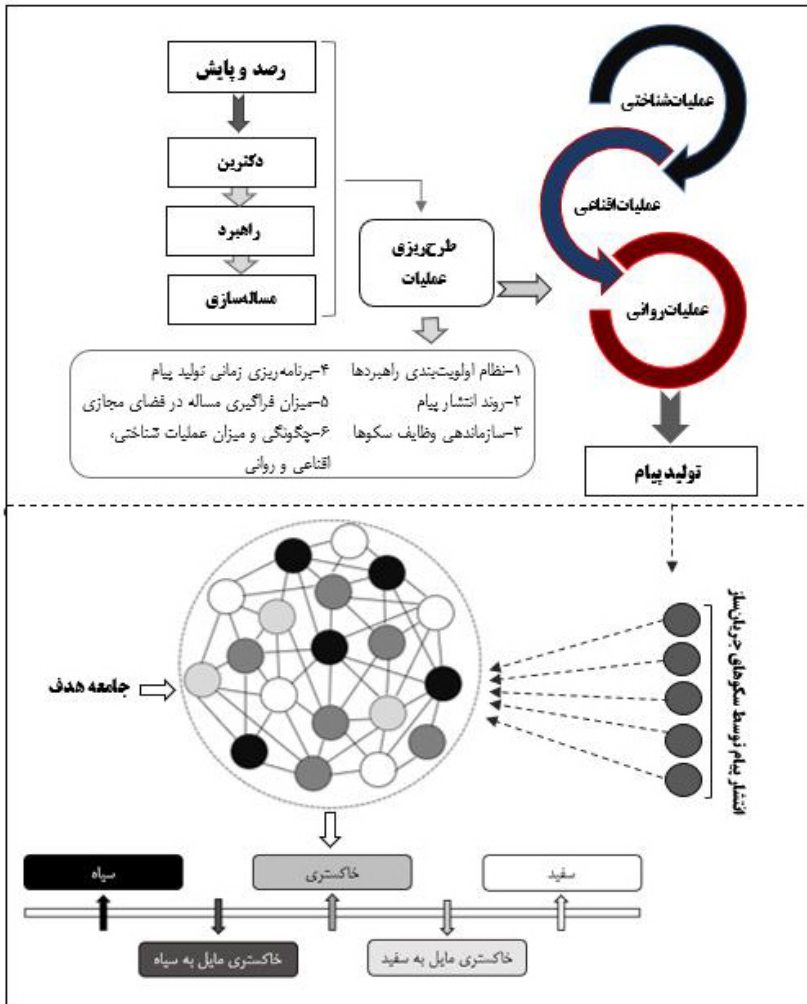 رصد و پایش
دکترین
راهبرد
مساله‌سازی
طرح‌ریزی
عملیات
عملیات‌شناختی
عملیات‌اقناعی
عملیات‌روانی
۱-نظام اولویت‌بندی راهبردها
۲-روند انتشار پیام
۳-سازماندهی وظایف سکوها
۴-برنامه‌ریزی زمانی تولید پیام
۵-میزان فراگیری مساله در فضای مجازی
۶-چگونگی و میزان عملیات شناختی،
اقناعی و روانی
تولید پیام
انتشار پیام توسط سکوهای جریان‌ساز
جامعه هدف
سفید
خاکستری
سیاه
خاکستری مایل به سفید
خاکستری مایل به سیاه